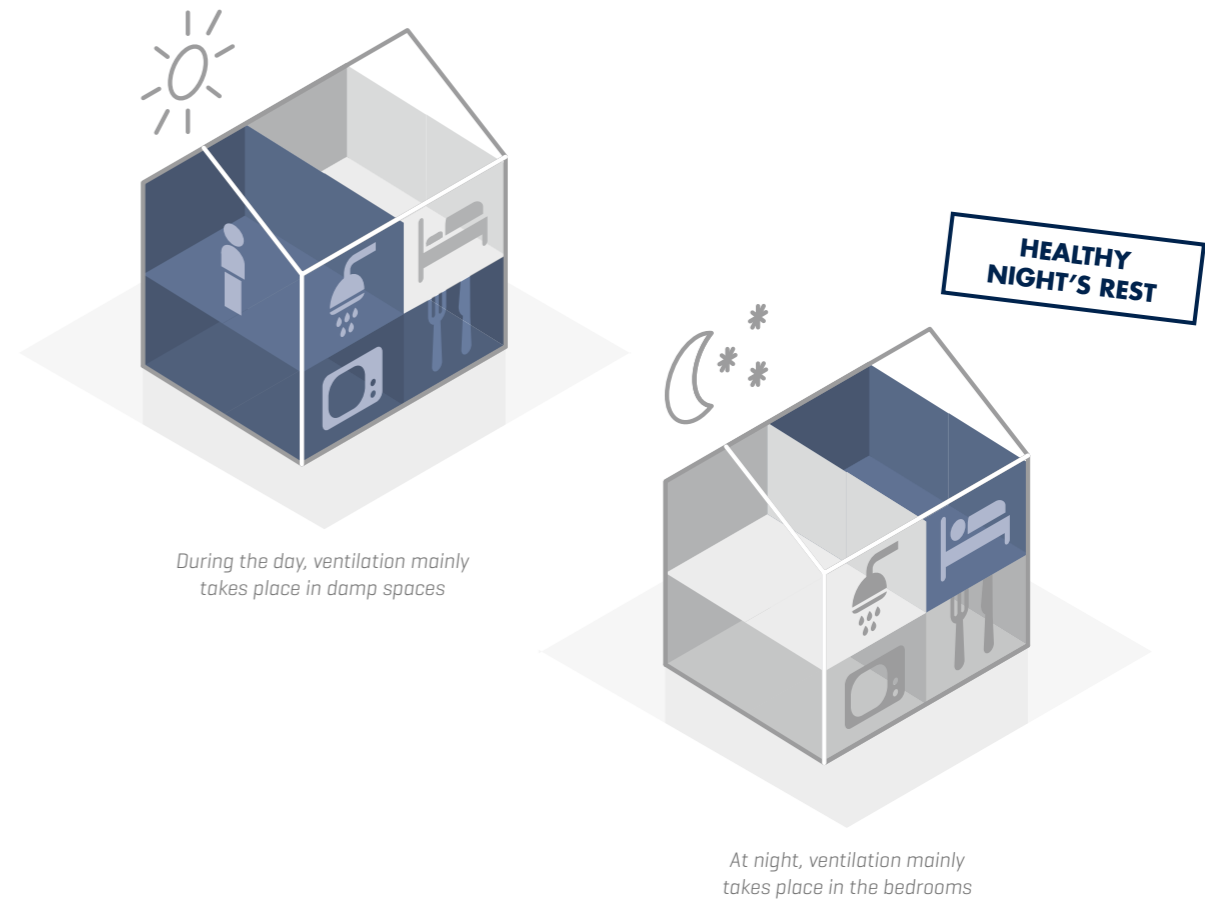 HEALTHY
NIGHT’S REST
During the day, ventilation mainly
takes place in damp spaces
At night, ventilation mainly
takes place in the bedrooms